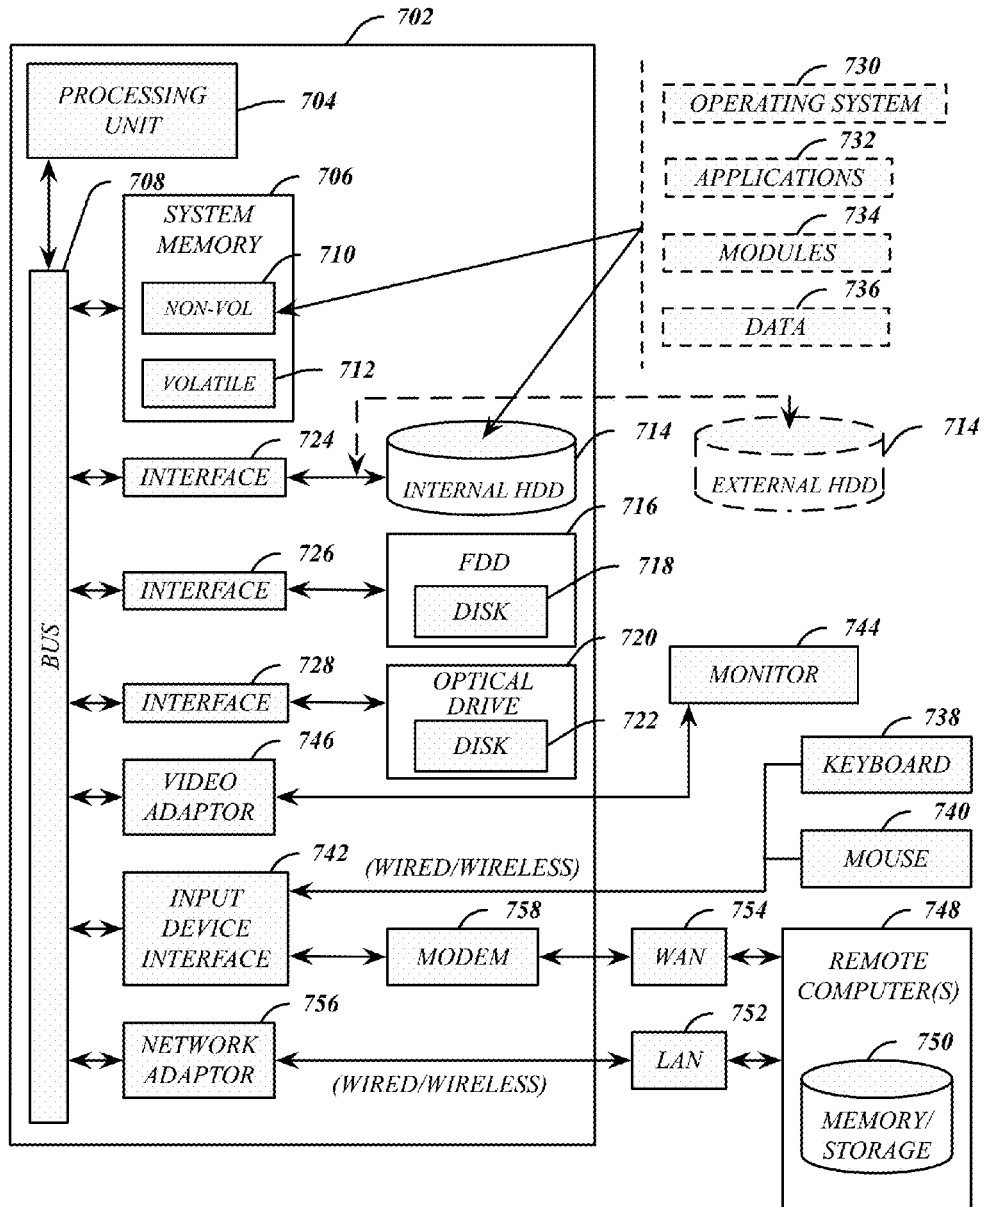 702
PROCESSING
UNIT
704
730
OPERATING SYSTEM
732
APPLICATIONS
734
MODULES
736
DATA
708
706
SYSTEM
MEMORY
710
NON-VOL
712
VOLATILE
724
INTERFACE
714
INTERNAL HDD
714
EXTERNAL HDD
716
FDD
718
DISK
726
INTERFACE
BUS
720
OPTICAL
DRIVE
722
DISK
728
INTERFACE
744
MONITOR
746
VIDEO
ADAPTOR
738
KEYBOARD
740
MOUSE
742
INPUT
DEVICE
INTERFACE
(WIRED/WIRELESS)
758
MODEM
754
WAN
748
REMOTE
COMPUTER(S)
756
NETWORK
ADAPTOR
(WIRED/WIRELESS)
752
LAN
750
MEMORY/
STORAGE